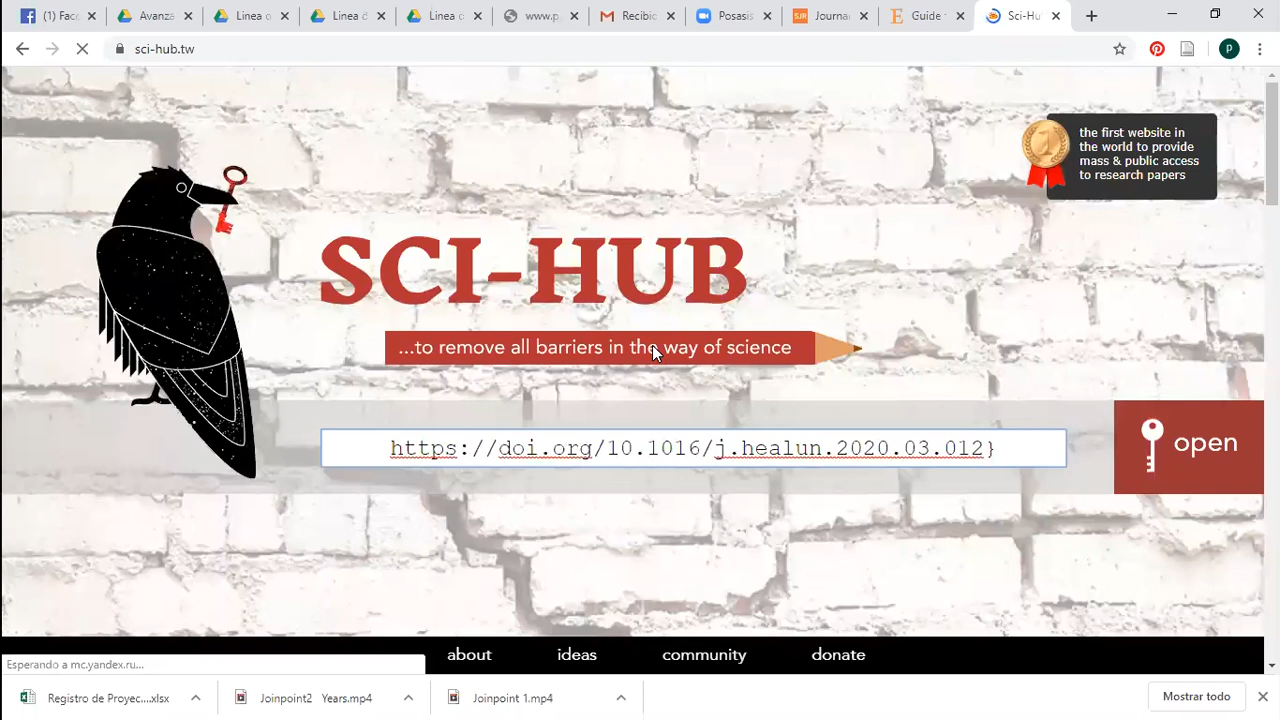 (1) Fac
Avanza
Linea o
Linea d
Linea c
www.p
Recibid
Posasis
SJR
Journa
Guide
Sci-Hu
sci-hub.tw
P
the first website in
the world to provide
mass & public access
to research papers
SCI-HUB
...to remove all barriers in the way of science
https://doi.org/10.1016/j.healun.2020.03.012}
open
about ideas community donate
Esperando a mc.yandex.ru...
Registro de Proyec....xlsx
Joinpoint2 Years.mp4
Joinpoint 1.mp4
Mostrar todo